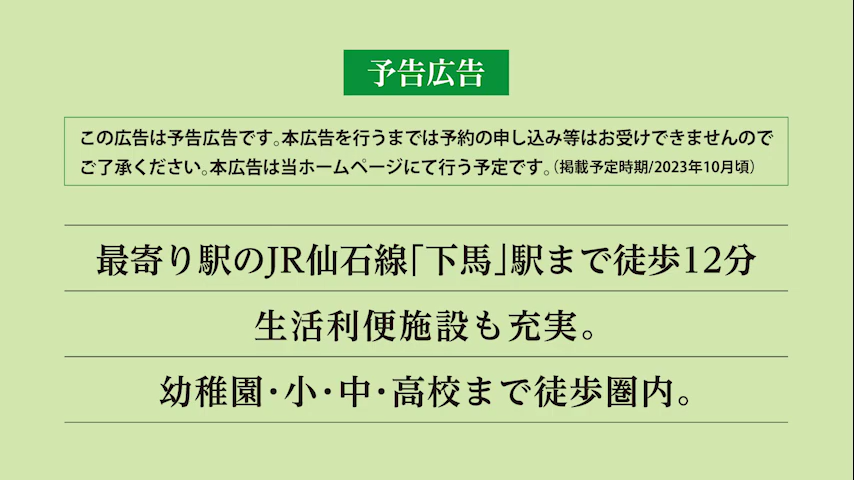 予告広告
この広告は予告広告です。本広告を行うまでは予約の申し込み等はお受けできませんので
ご了承ください。本広告は当ホームページにて行う予定です。(掲載予定時期/2023年10月頃)
最寄り駅のJR仙石線「下馬」駅まで徒歩12分
生活利便施設も充実。
幼稚園・小・中・高校まで徒歩圏内。